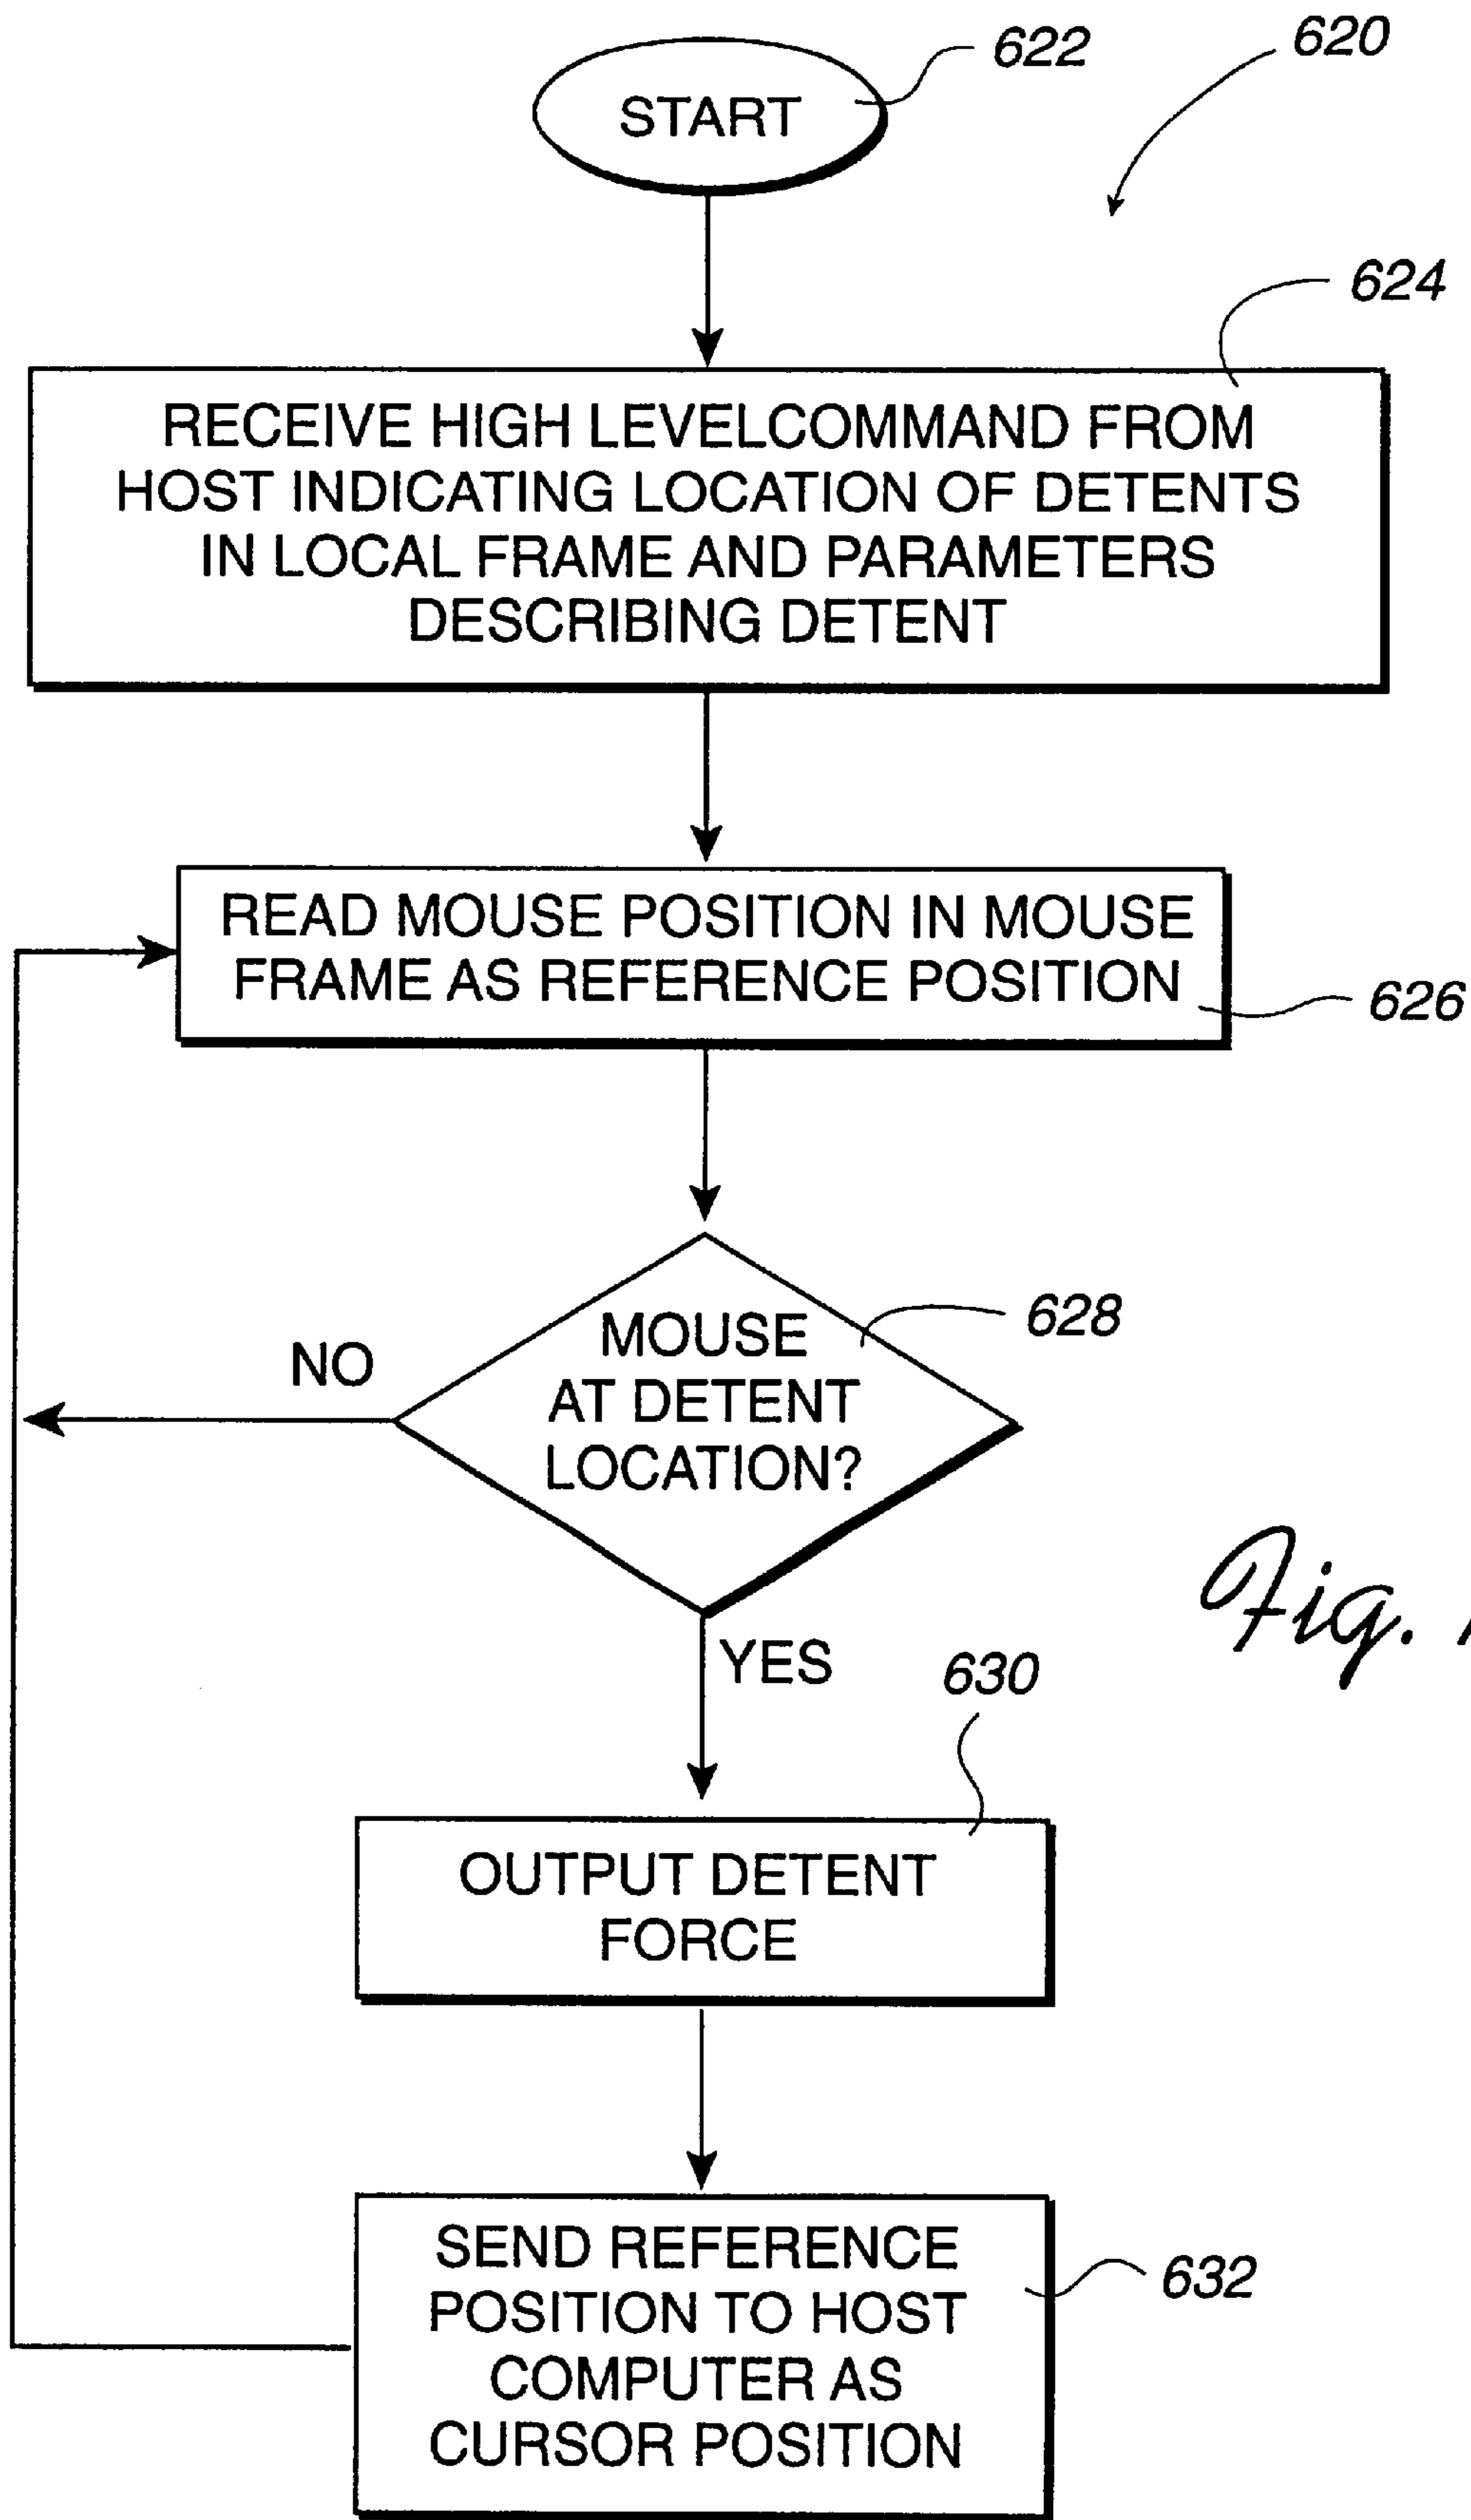 START
622
620
624
RECEIVE HIGH LEVELCOMMAND FROM
HOST INDICATING LOCATION OF DETENTS
IN LOCAL FRAME AND PARAMETERS
DESCRIBING DETENT
READ MOUSE POSITION IN MOUSE
FRAME AS REFERENCE POSITION
626
MOUSE
AT DETENT
LOCATION?
628
NO
Fig.
YES
630
OUTPUT DETENT
FORCE
SEND REFERENCE
POSITION TO HOST
COMPUTER AS
CURSOR POSITION
632